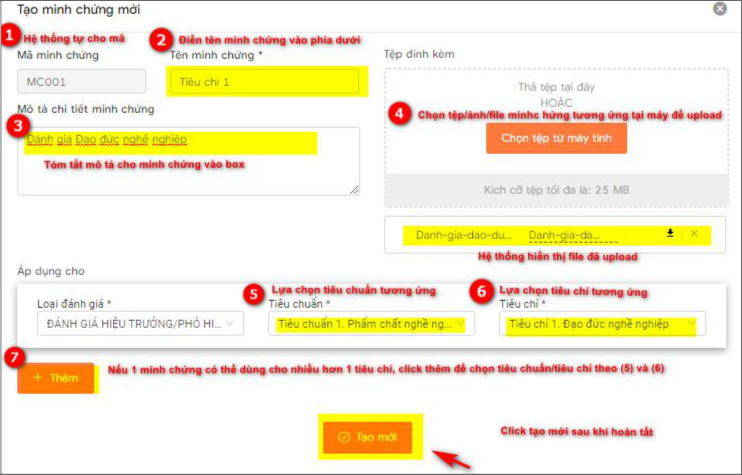 Tạo minh chứng mới
1 Hệ thống tự cho mã
2 Điền tên minh chứng vào phía dưới
Mã minh chứng
Tên minh chứng *
Tệp đính kèm
MC001
Tiêu chí 1
Thả tệp tại đây
HOẶC
4 Chọn tệp/ảnh/file minhc hứng tương ứng tại máy để upload
Chọn tệp từ máy tính
Kích cỡ tệp tối đa là: 25 MB
Mô tả chi tiết minh chứng
3
Đánh giá Đạo đức nghề nghiệp
Tóm tắt mô tả cho minh chứng vào box
Danh-gia-dao-du... Danh-gia-da...
Hệ thống hiển thị file đã upload
Áp dụng cho
5 Lựa chọn tiêu chuẩn tương ứng
6 Lựa chọn tiêu chí tương ứng
Loại đánh giá *
Tiêu chuẩn *
Tiêu chí *
ĐÁNH GIÁ HIỆU TRƯỞNG/PHÓ HI...
Tiêu chuẩn 1. Phẩm chất nghề ng...
Tiêu chí 1. Đạo đức nghề nghiệp
7
+ Thêm
Nếu 1 minh chứng có thể dùng cho nhiều hơn 1 tiêu chí, click thêm để chọn tiêu chuẩn/tiêu chí theo (5) và (6)
Tạo mới
Click tạo mới sau khi hoàn tất